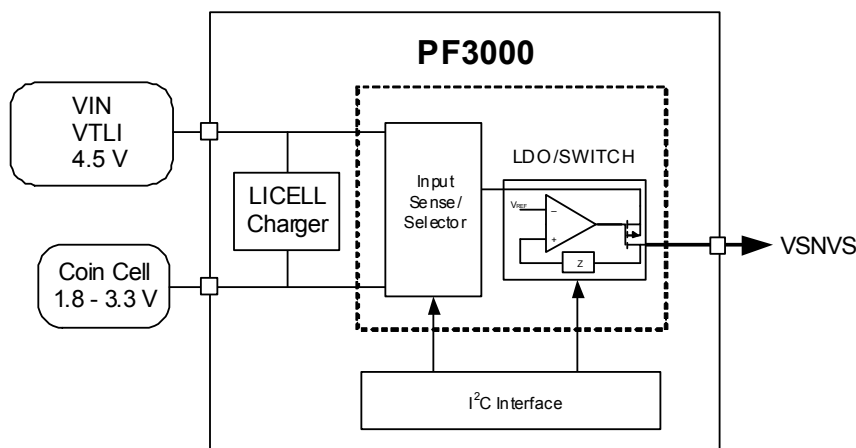 PF3000
VIN
VTLI
4.5 V
LICELL
Charger
Coin Cell
1.8 - 3.3 V
Input
Sense/
Selector
LDO/SWITCH
VREF
–
+
Z
VSNVS
I²C Interface